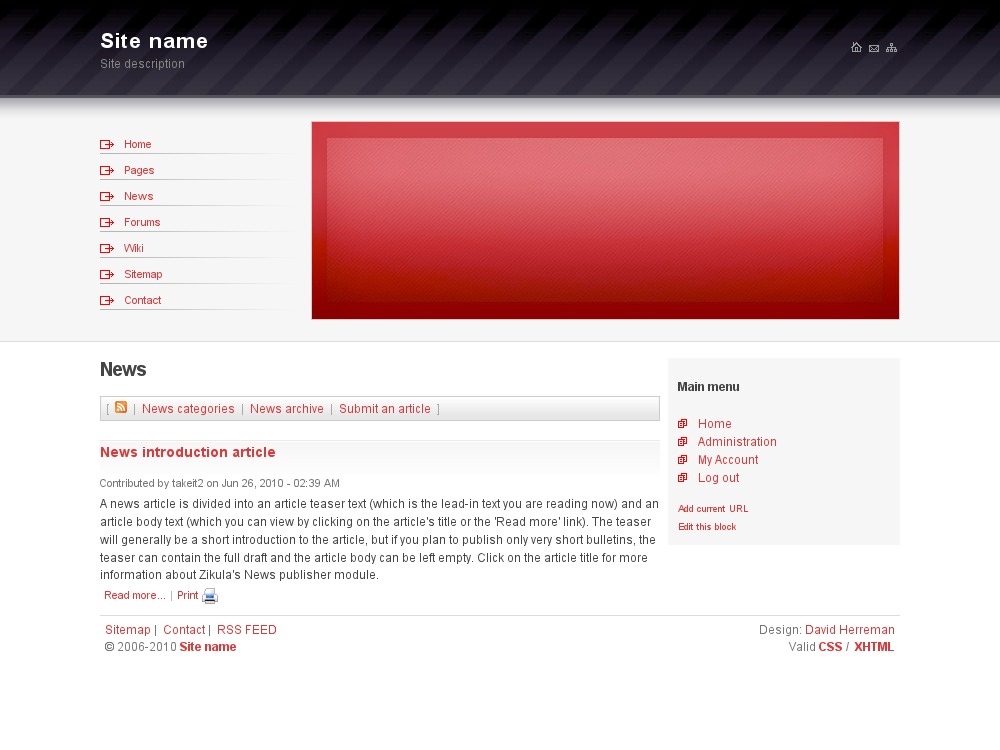 Site name
Site description
Home
Pages
News
Forums
Wiki
Sitemap
Contact
News
[ | News categories | News archive | Submit an article ]
News introduction article
Contributed by takeit2 on Jun 26, 2010 - 02:39 AM
A news article is divided into an article teaser text (which is the lead-in text you are reading now) and an
article body text (which you can view by clicking on the article's title or the 'Read more' link). The teaser
will generally be a short introduction to the article, but if you plan to publish only very short bulletins, the
teaser can contain the full draft and the article body can be left empty. Click on the article title for more
information about Zikula's News publisher module.
Read more... | Print
Main menu
Home
Administration
My Account
Log out
Add current URL
Edit this block
Sitemap | Contact | RSS FEED
© 2006-2010 Site name
Design: David Herreman
Valid CSS / XHTML